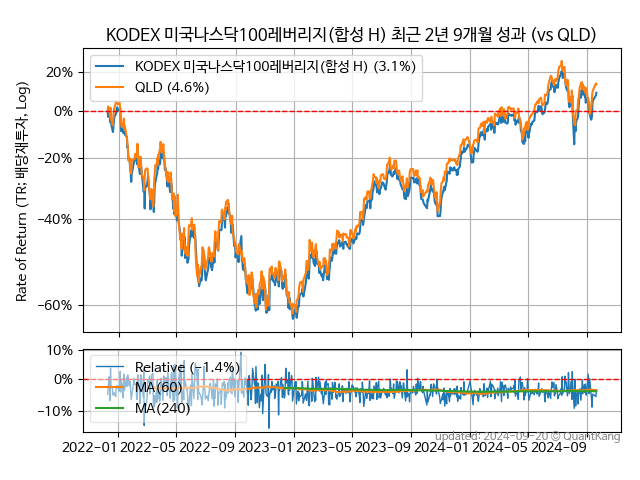 KODEX 미국나스닥100레버리지(합성 H) 최근 2년 9개월 성과 (vs QLD)
KODEX 미국나스닥100레버리지(합성 H) (3.1%)
QLD (4.6%)
Rate of Return (TR: 배당재투자, Log)
20%
0%
−20%
−40%
−60%
Relative (−1.4%)
MA(60)
MA(240)
10%
0%
−10%
2022−01 2022−05 2022−09 2023−01 2023−05 2023−09 2024−01 2024−05 2024−09
updated: 2024−09−20 © QuantKang